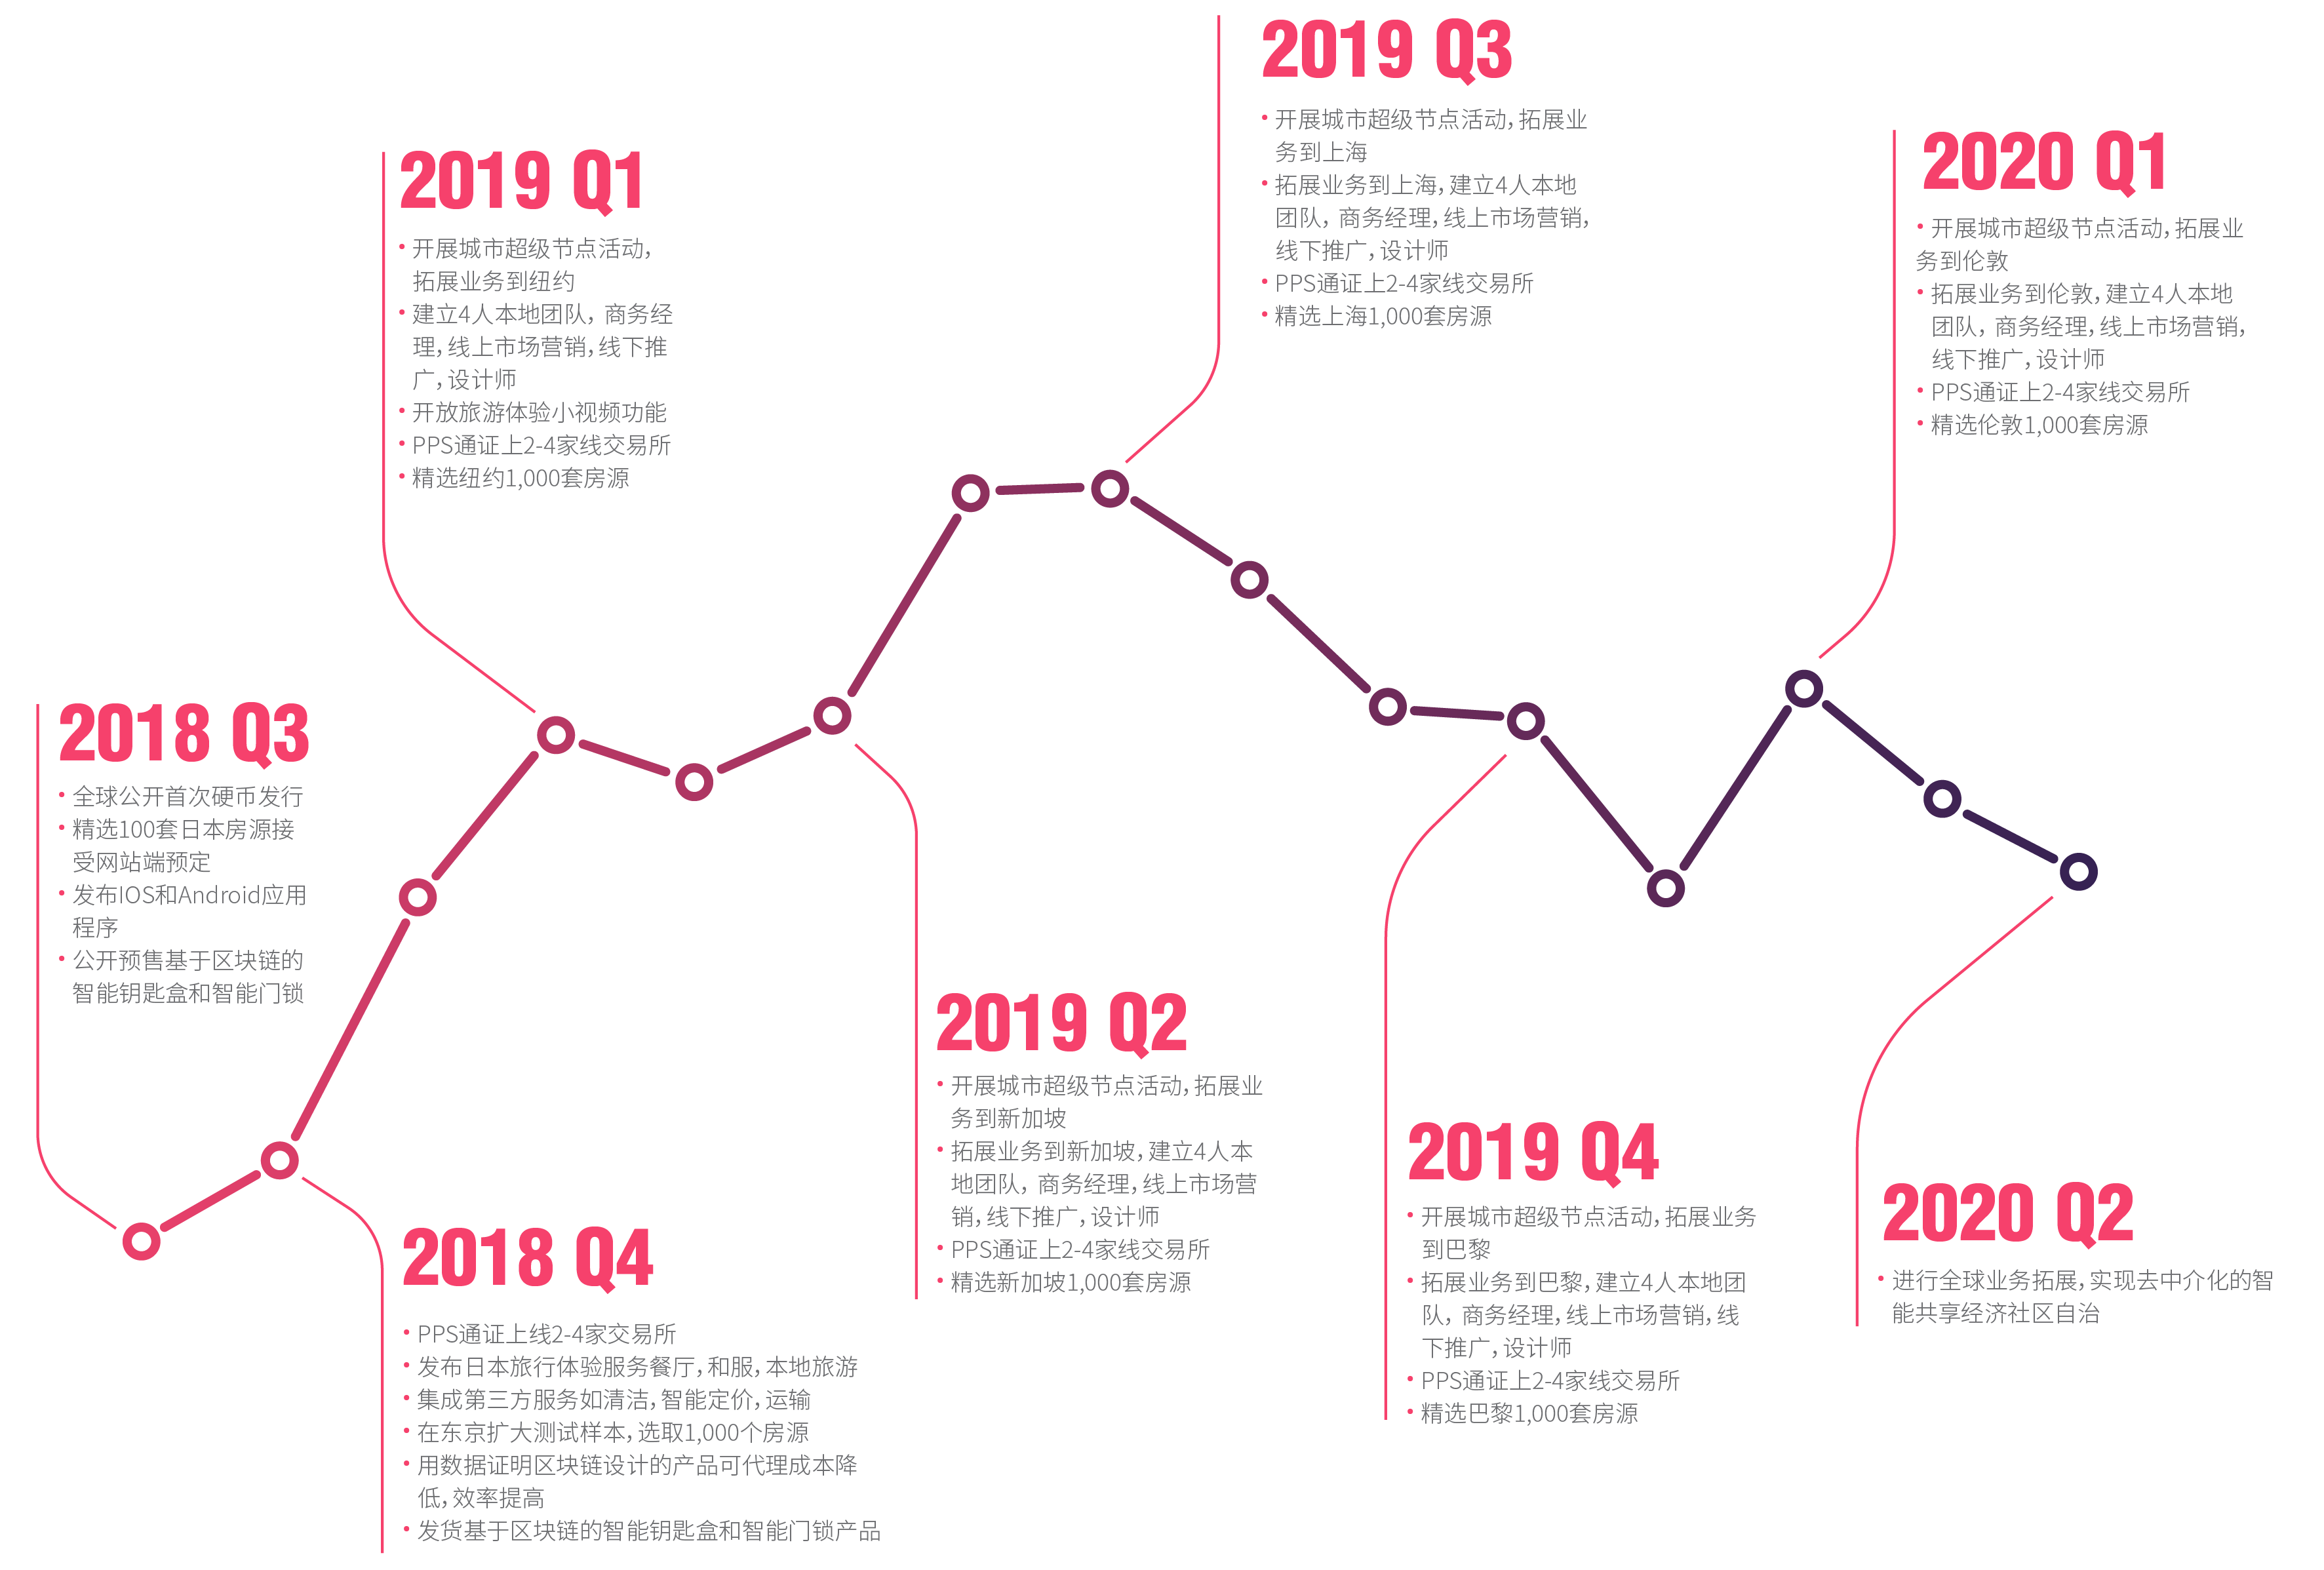 2018 Q3
• 全球公开首次硬币发行
• 精选100套日本房源接
受网站端预定
• 发布IOS和Android应用
程序
• 公开预售基于区块链的
智能钥匙盒和智能门锁
2018 Q4
• PPS通证上线2-4家交易所
• 发布日本旅行体验服务餐厅，和服，本地旅游
• 集成第三方服务如清洁，智能定价，运输
• 在东京扩大测试样本，选取1,000个房源
• 用数据证明区块链设计的产品可代理成本降
低，效率提高
• 发货基于区块链的智能钥匙盒和智能门锁产品
2019 Q1
• 开展城市超级节点活动，
拓展业务到纽约
• 建立4人本地团队，商务经
理，线上市场营销，线下推
广，设计师
• 开放旅游体验小视频功能
• PPS通证上2-4家线交易所
• 精选纽约1,000套房源
2019 Q2
• 开展城市超级节点活动，拓展业
务到新加坡
• 拓展业务到新加坡，建立4人本
地团队，商务经理，线上市场营
销，线下推广，设计师
• PPS通证上2-4家线交易所
• 精选新加坡1,000套房源
2019 Q3
• 开展城市超级节点活动，拓展业
务到上海
• 拓展业务到上海，建立4人本地
团队，商务经理，线上市场营销，
线下推广，设计师
• PPS通证上2-4家线交易所
• 精选上海1,000套房源
2019 Q4
• 开展城市超级节点活动，拓展业务
到巴黎
• 拓展业务到巴黎，建立4人本地团
队，商务经理，线上市场营销，线
下推广，设计师
• PPS通证上2-4家线交易所
• 精选巴黎1,000套房源
2020 Q1
• 开展城市超级节点活动，拓展业
务到伦敦
• 拓展业务到伦敦，建立4人本地
团队，商务经理，线上市场营销，
线下推广，设计师
• PPS通证上2-4家线交易所
• 精选伦敦1,000套房源
2020 Q2
• 进行全球业务拓展，实现去中介化的智
能共享经济社区自治